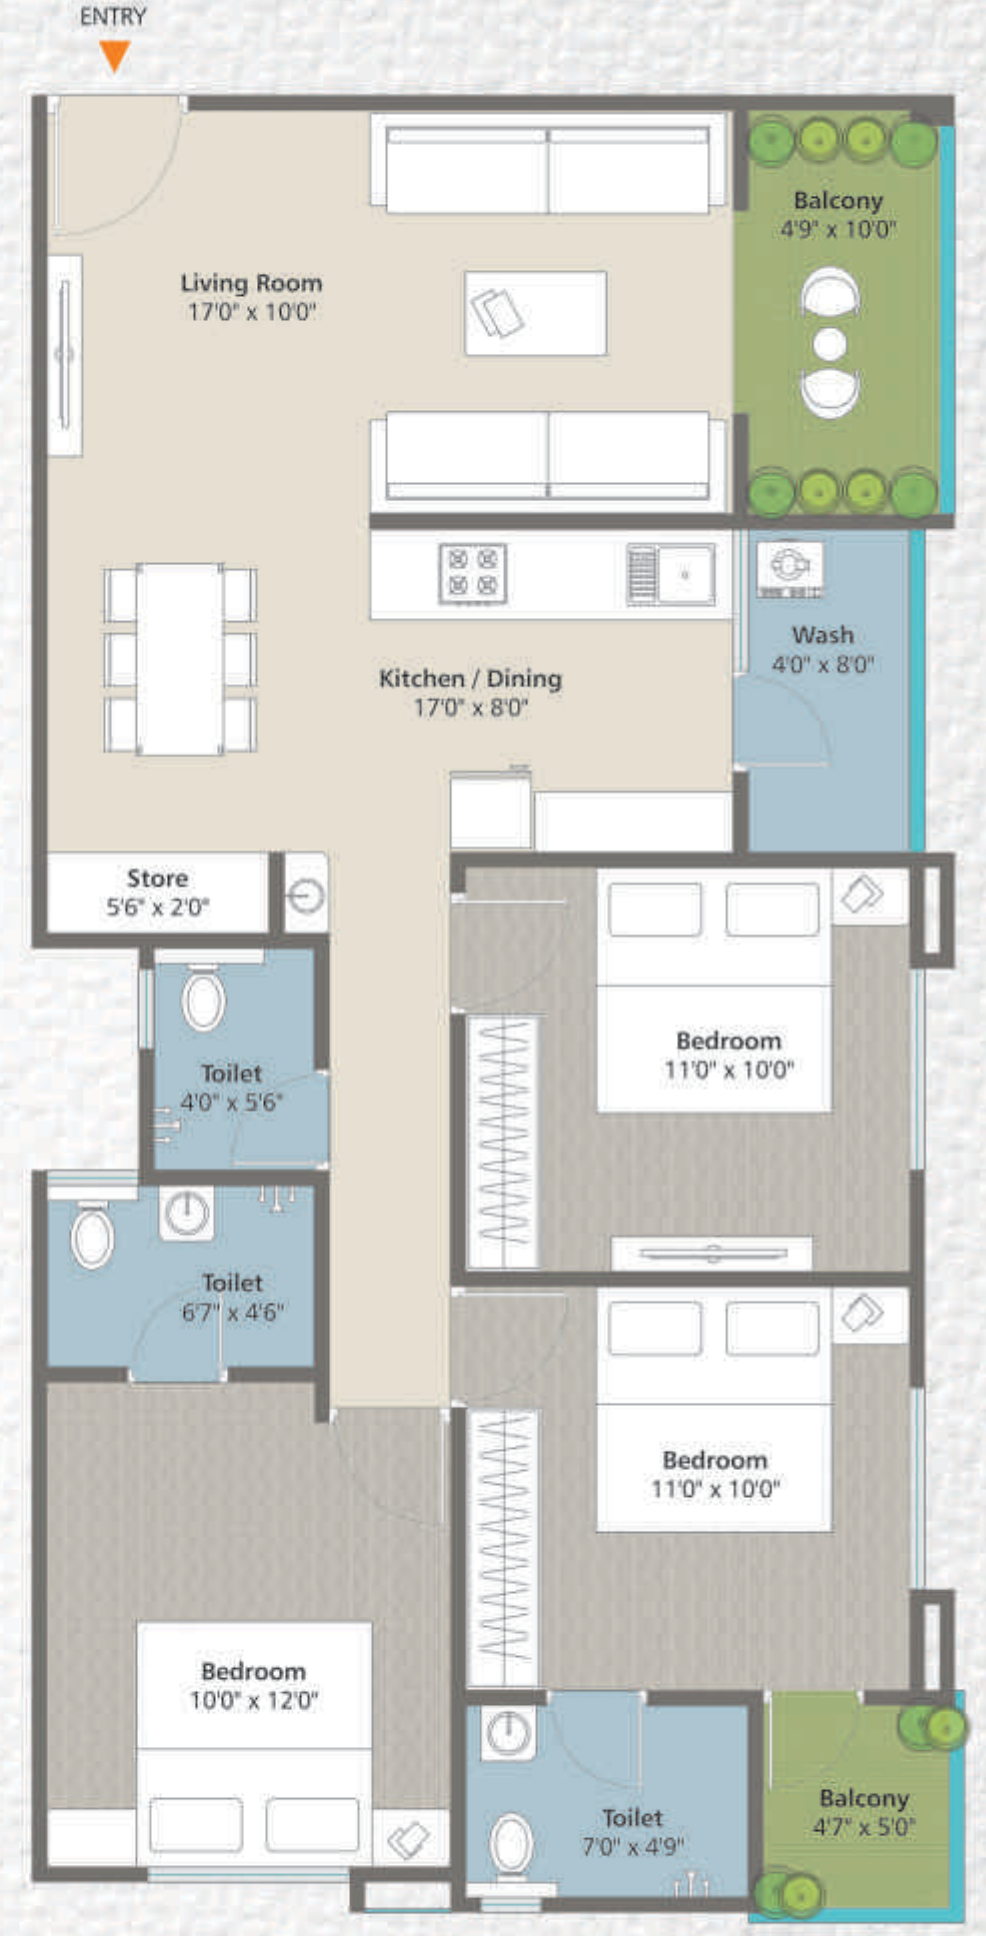 ENTRY
Balcony
4'9" x 10'0"
Living Room
17'0" x 10'0"
Wash
4'0" x 8'0"
Kitchen / Dining
17'0" x 8'0"
Store
5'6" x 2'0"
Bedroom
11'0" x 10'0"
Toilet
4'0" x 5'6"
Toilet
6'7" x 4'6"
Bedroom
11'0" x 10'0"
Bedroom
10'0" x 12'0"
Toilet
7'0" x 4'9"
Balcony
4'7" x 5'0"